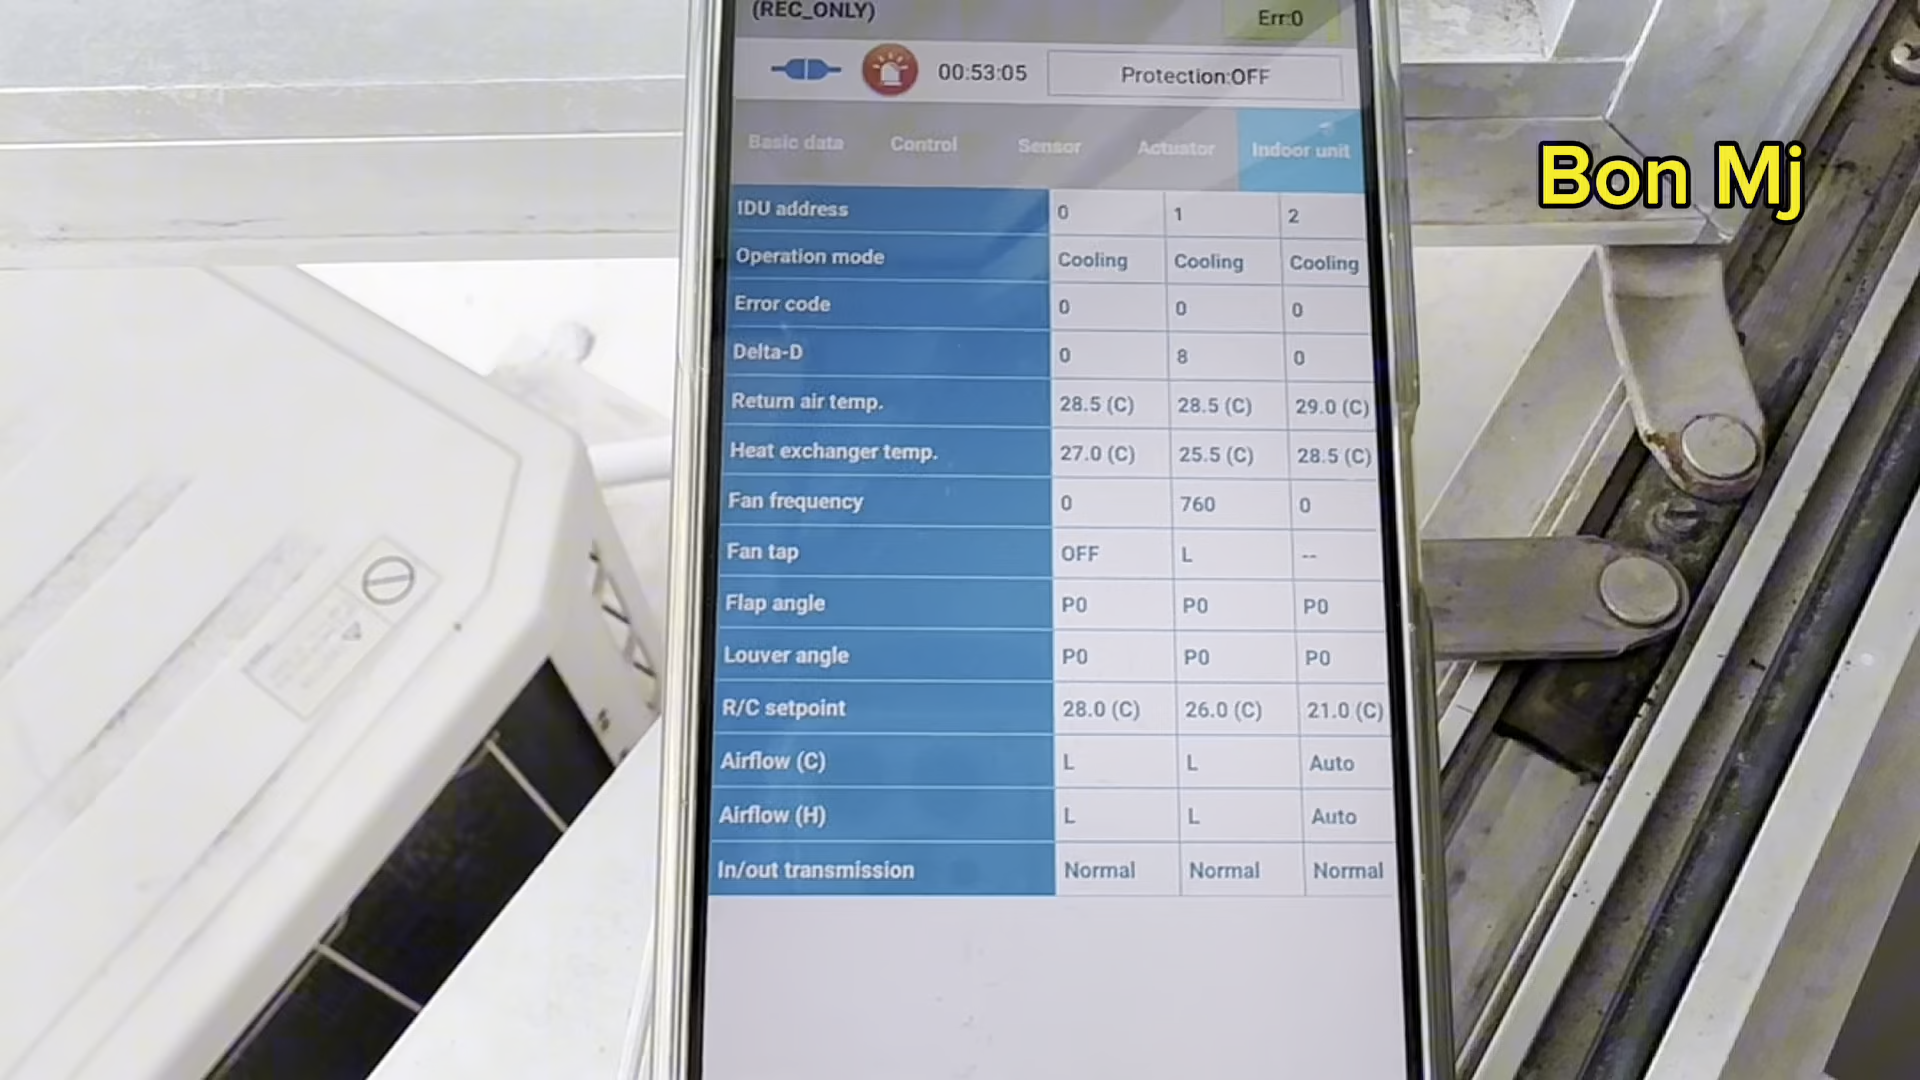 (REC_ONLY)
Err:0
00:53:05
Protection:OFF
Basic data Control Sensor Actuator Indoor unit
Bon Mj
IDU address 0 1 2
Operation mode Cooling Cooling Cooling
Error code 0 0 0
Delta-D 0 8 0
Return air temp. 28.5 (C) 28.5 (C) 29.0 (C)
Heat exchanger temp. 27.0 (C) 25.5 (C) 28.5 (C)
Fan frequency 0 760 0
Fan tap OFF L --
Flap angle P0 P0 P0
Louver angle P0 P0 P0
R/C setpoint 28.0 (C) 26.0 (C) 21.0 (C)
Airflow (C) L L Auto
Airflow (H) L L Auto
In/out transmission Normal Normal Normal